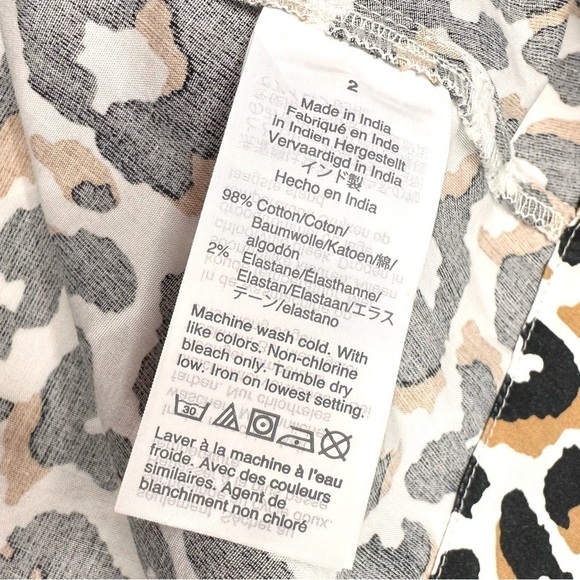 2
Made in India
Fabriqué en Inde
In Indien Hergestellt
Vervaardigd in India
インド製
Hecho en India
98% Cotton/Coton/
Baumwolle/Katoen/綿/
algodón
2% Elastane/Élasthanne/
Elastan/Elastaan/エラス
テーン/elastano
Machine wash cold. With
like colors. Non-chlorine
bleach only. Tumble dry
low. Iron on lowest setting.
30
Laver à la machine à l'eau
froide. Avec des couleurs
similaires. Agent de
blanchiment non chloré